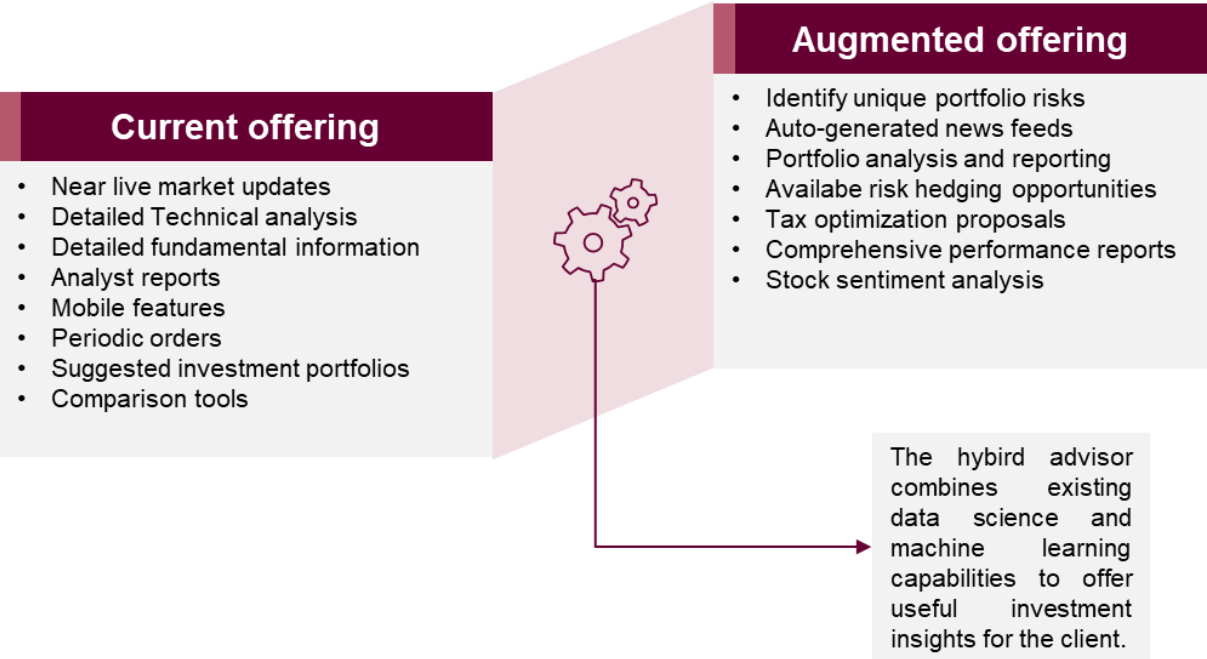 Current offering
• Near live market updates
• Detailed Technical analysis
• Detailed fundamental information
• Analyst reports
• Mobile features
• Periodic orders
• Suggested investment portfolios
• Comparison tools
Augmented offering
• Identify unique portfolio risks
• Auto-generated news feeds
• Portfolio analysis and reporting
• Availabe risk hedging opportunities
• Tax optimization proposals
• Comprehensive performance reports
• Stock sentiment analysis
The hybird advisor
combines existing
data science and
machine learning
capabilities to offer
useful investment
insights for the client.